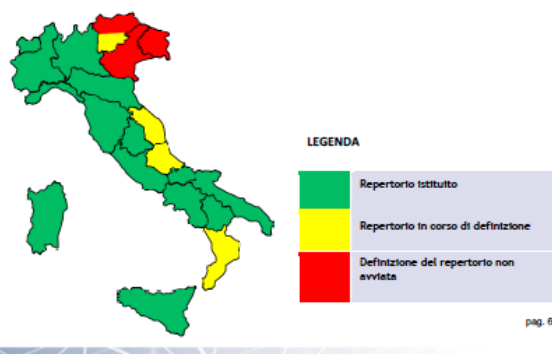 LEGENDA
Repertorio istituito
Repertorio in corso di definizione
Definizione del repertorio non
avviata
pag. 6